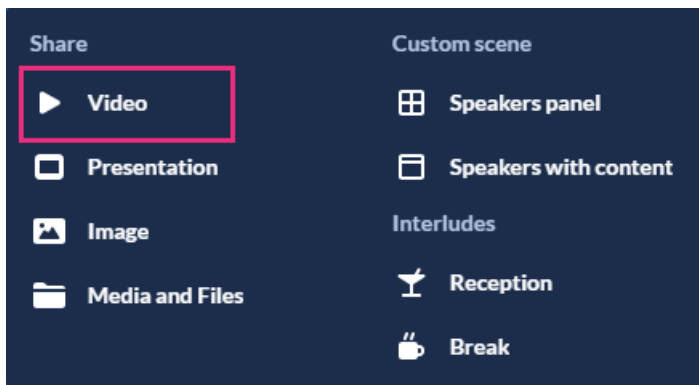 Share
Video
Presentation
Image
Media and Files
Custom scene
Speakers panel
Speakers with content
Interludes
Reception
Break